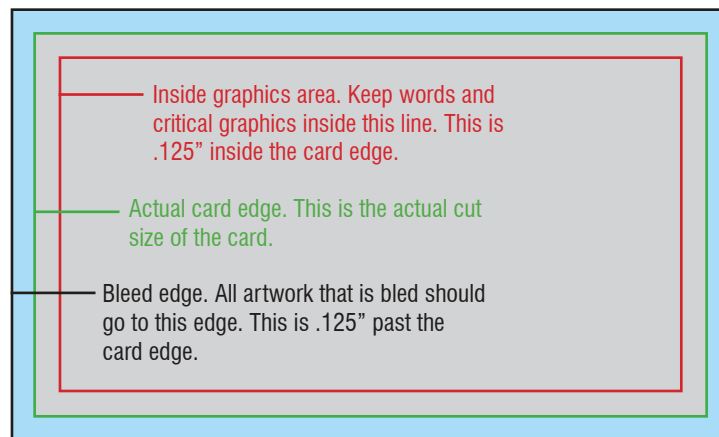 Inside graphics area. Keep words and
critical graphics inside this line. This is
.125” inside the card edge.
Actual card edge. This is the actual cut
size of the card.
Bleed edge. All artwork that is bled should
go to this edge. This is .125” past the
card edge.